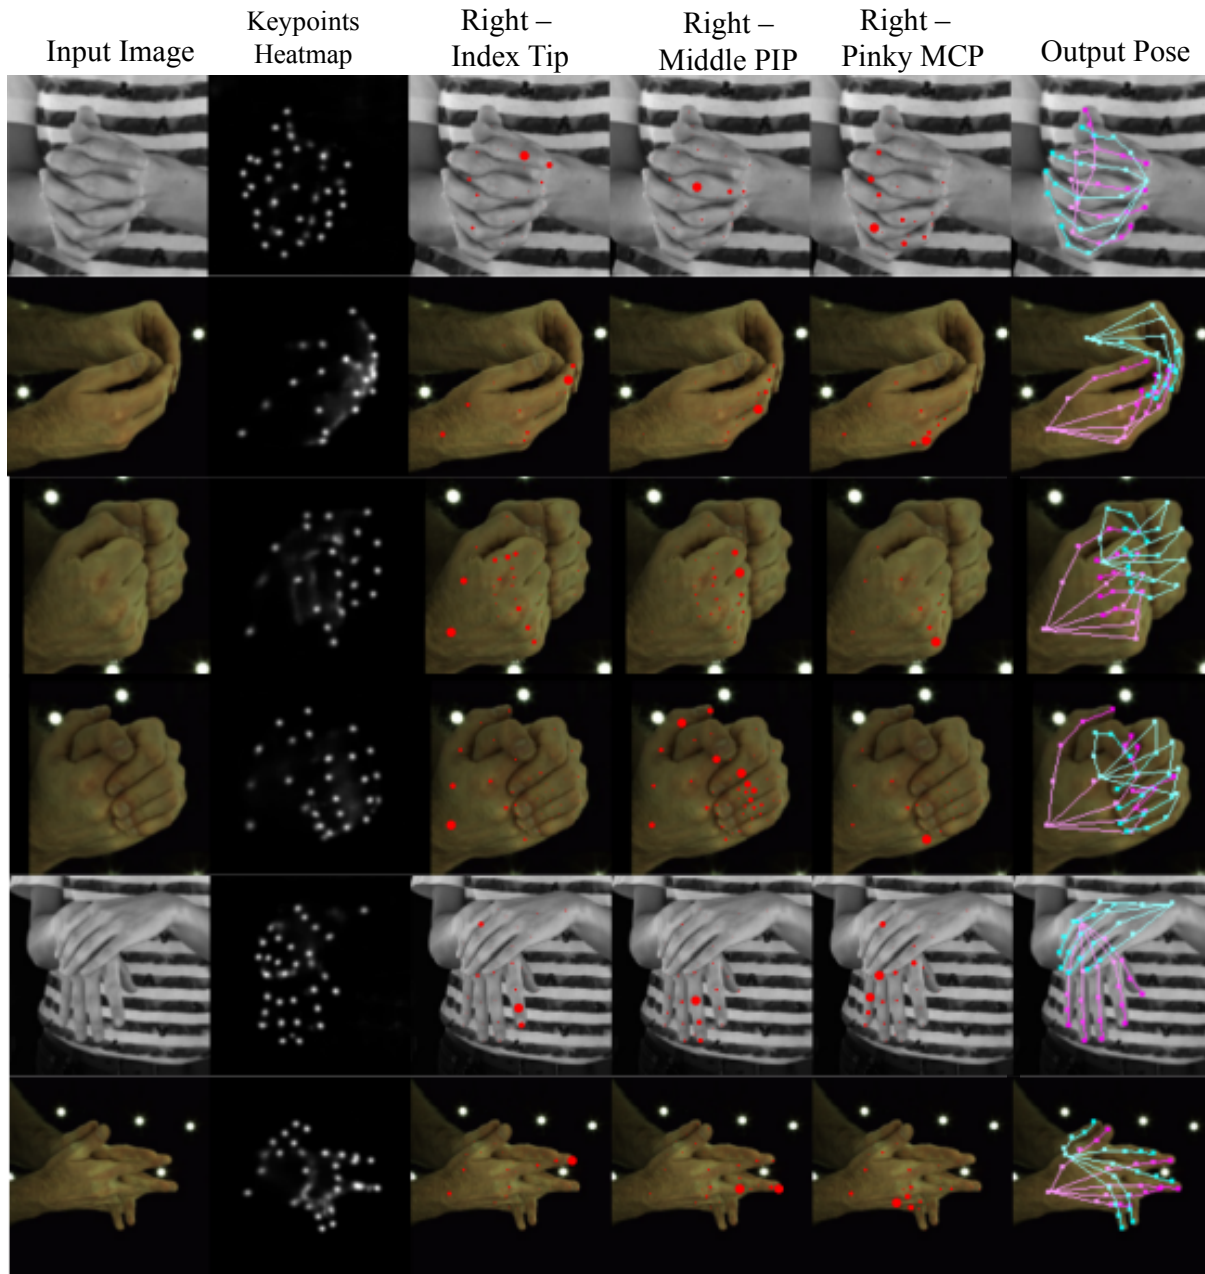 Input Image
Keypoints
Heatmap
Right –
Index Tip
Right –
Middle PIP
Right –
Pinky MCP
Output Pose